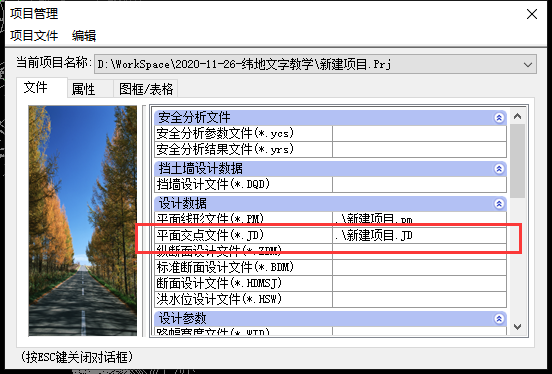 项目管理
项目文件 编辑
当前项目名称: D:\WorkSpace\2020-11-26-纬地文字教学\新建项目.Prj
文件 属性 图框/表格
安全分析文件
安全分析参数文件(*.ycs)
安全分析结果文件(*.yrs)
挡土墙设计数据
挡墙设计文件(*.DQD)
设计数据
平面线形文件(*.PM) .\新建项目.pm
平面交点文件(*.JD) .\新建项目.JD
纵断面设计文件(*.ZDM)
标准断面设计文件(*.BDM)
断面设计文件(*.HDMSJ)
洪水位设计文件(*.HSW)
设计参数
路幅宽度文件(*.WID)
(按ESC键关闭对话框)